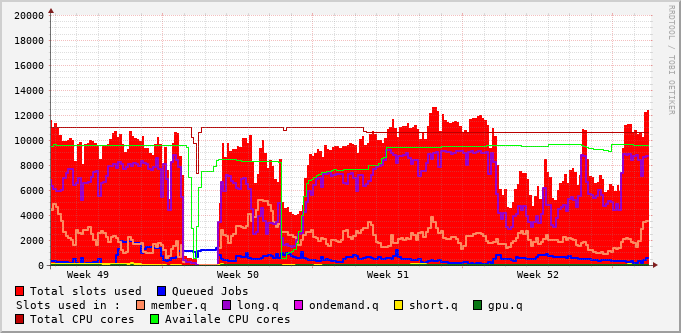 20000
18000
16000
14000
12000
10000
8000
6000
4000
2000
0
Week 49 Week 50 Week 51 Week 52
RRDTOOL / TOBI OETIKER
Total slots used Queued Jobs
Slots used in : member.q long.q ondemand.q short.q gpu.q
Total CPU cores Availale CPU cores